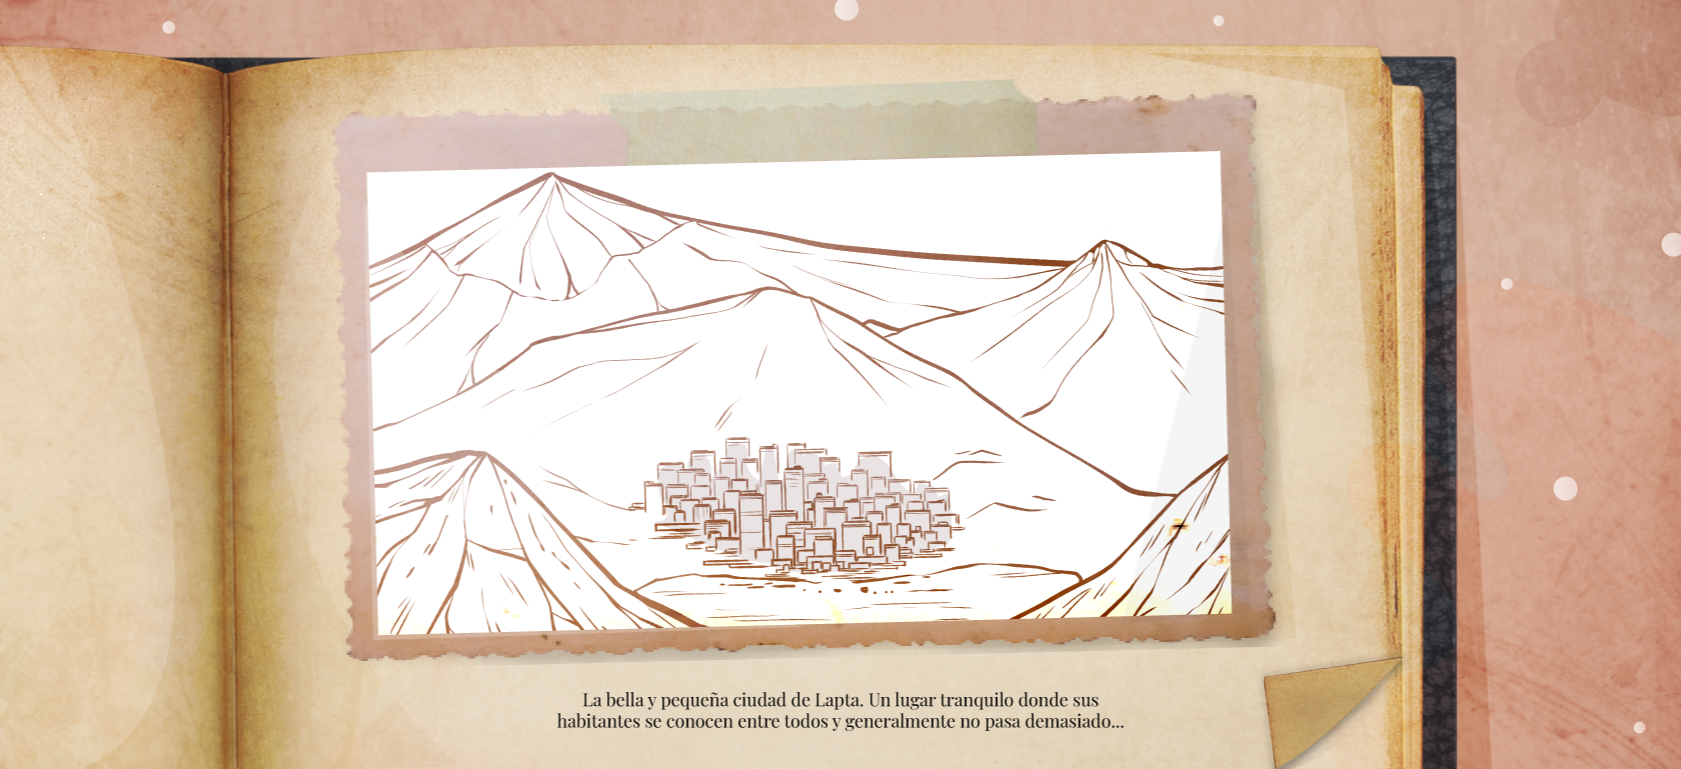 La bella y pequeña ciudad de Lapta. Un lugar tranquilo donde sus
habitantes se conocen entre todos y generalmente no pasa demasiado...